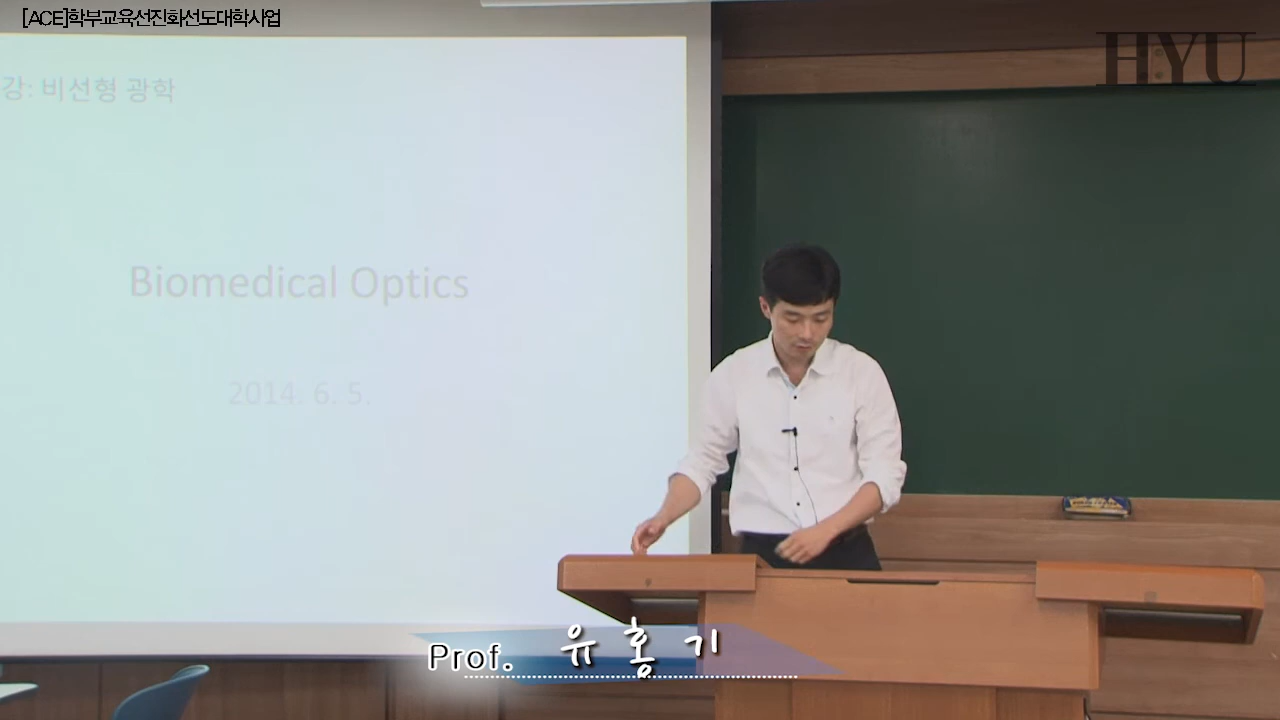 [ACE]학부교육선진화선도대학사업
HYU
강: 비선형 광학
Biomedical Optics
2014. 6. 5.
Prof. 유 홍 기